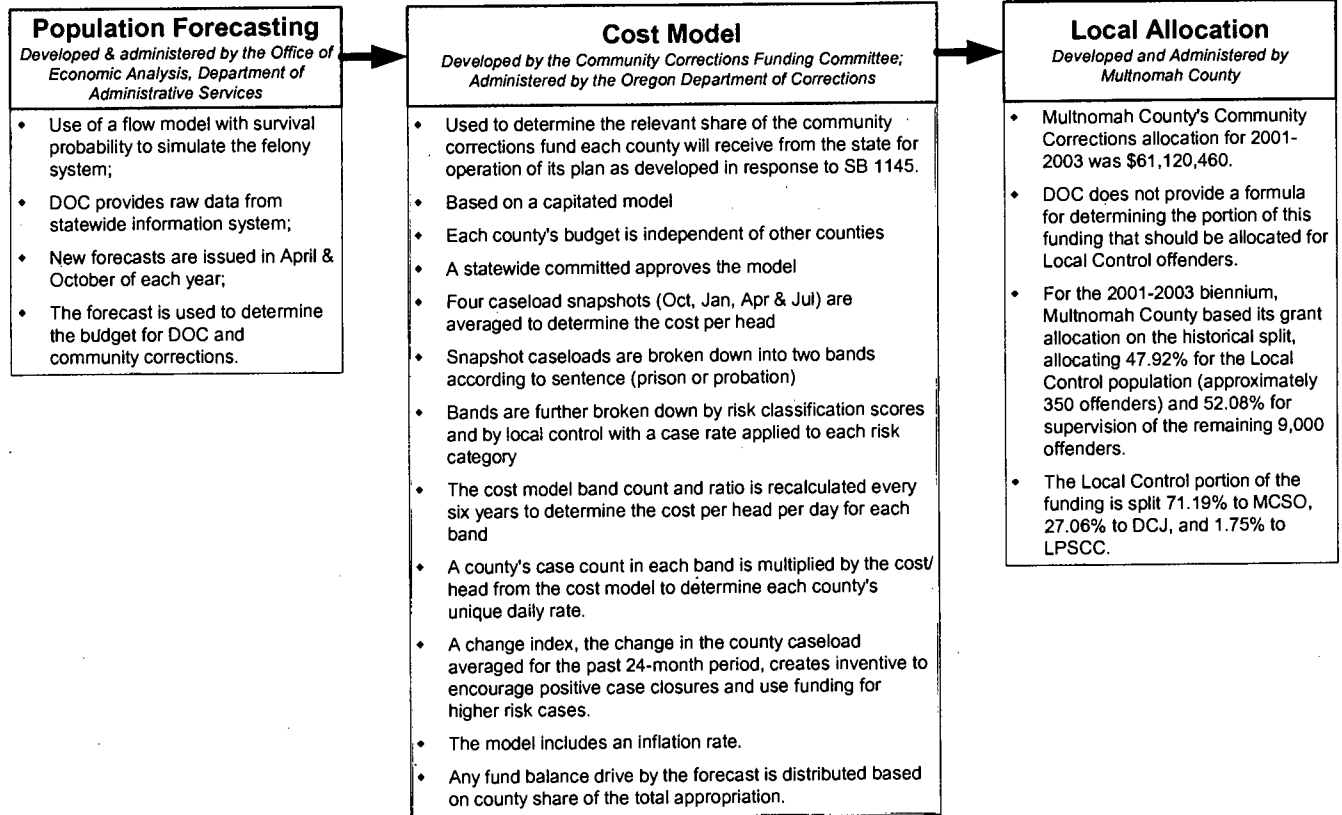 Population Forecasting
Developed & administered by the Office of
Economic Analysis, Department of
Administrative Services
• Use of a flow model with survival
probability to simulate the felony
system;
• DOC provides raw data from
statewide information system;
• New forecasts are issued in April &
October of each year;
• The forecast is used to determine
the budget for DOC and
community corrections.
Cost Model
Developed by the Community Corrections Funding Committee;
Administered by the Oregon Department of Corrections
• Used to determine the relevant share of the community
corrections fund each county will receive from the state for
operation of its plan as developed in response to SB 1145.
• Based on a capitated model
• Each county's budget is independent of other counties
• A statewide committed approves the model
• Four caseload snapshots (Oct, Jan, Apr & Jul) are
averaged to determine the cost per head
• Snapshot caseloads are broken down into two bands
according to sentence (prison or probation)
• Bands are further broken down by risk classification scores
and by local control with a case rate applied to each risk
category
• The cost model band count and ratio is recalculated every
six years to determine the cost per head per day for each
band
• A county's case count in each band is multiplied by the cost/
head from the cost model to determine each county's
unique daily rate.
• A change index, the change in the county caseload
averaged for the past 24-month period, creates inventive to
encourage positive case closures and use funding for
higher risk cases.
• The model includes an inflation rate.
• Any fund balance drive by the forecast is distributed based
on county share of the total appropriation.
Local Allocation
Developed and Administered by
Multnomah County
• Multnomah County's Community
Corrections allocation for 2001-
2003 was $61,120,460.
• DOC does not provide a formula
for determining the portion of this
funding that should be allocated for
Local Control offenders.
• For the 2001-2003 biennium,
Multnomah County based its grant
allocation on the historical split,
allocating 47.92% for the Local
Control population (approximately
350 offenders) and 52.08% for
supervision of the remaining 9,000
offenders.
• The Local Control portion of the
funding is split 71.19% to MCSO,
27.06% to DCJ, and 1.75% to
LPSCC.